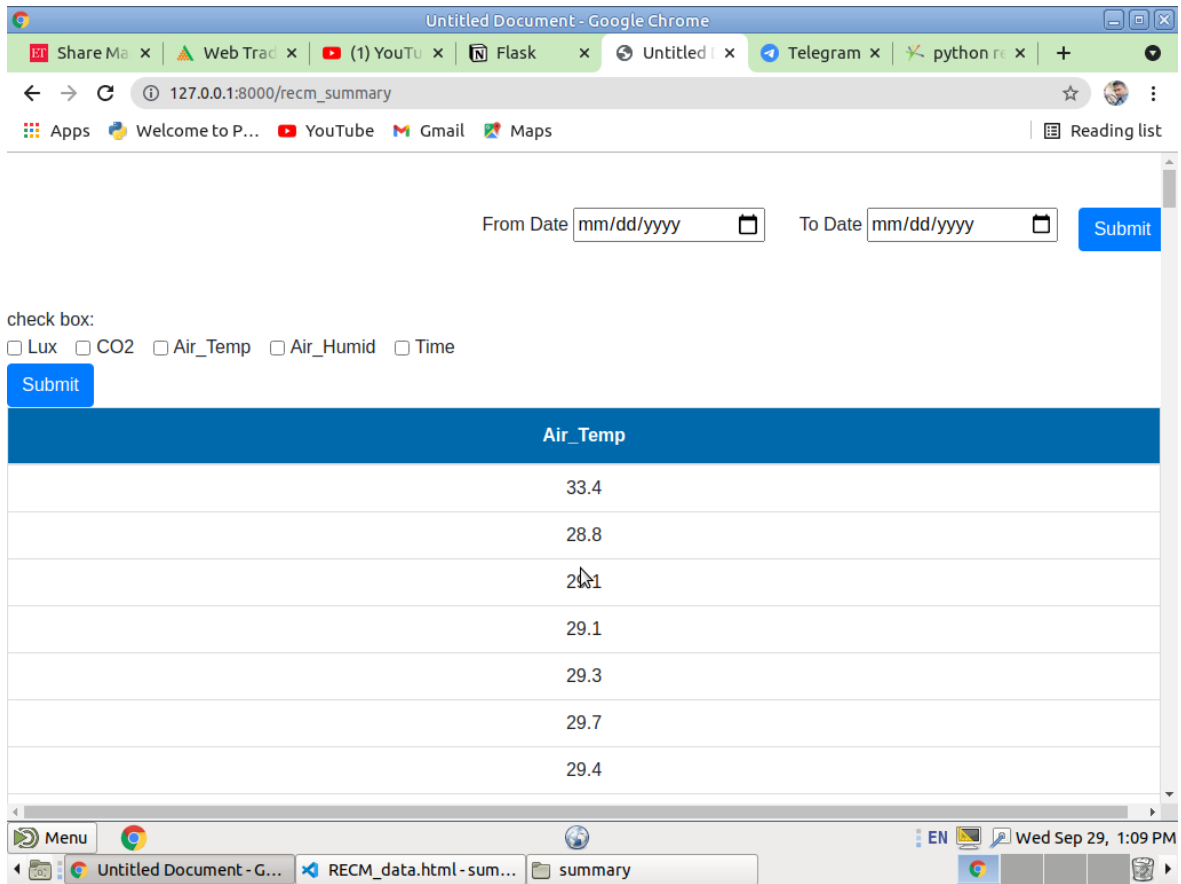 Untitled Document - Google Chrome
Share Ma Web Trad (1) YouTu Flask Untitled Telegram python re
127.0.0.1:8000/recm_summary
Apps Welcome to P... YouTube Gmail Maps Reading list
From Date mm/dd/yyyy To Date mm/dd/yyyy Submit
check box:
Lux CO2 Air_Temp Air_Humid Time
Submit
Air_Temp
33.4
28.8
29.1
29.1
29.3
29.7
29.4
Menu EN Wed Sep 29, 1:09 PM
Untitled Document - G... RECM_data.html - sum... summary